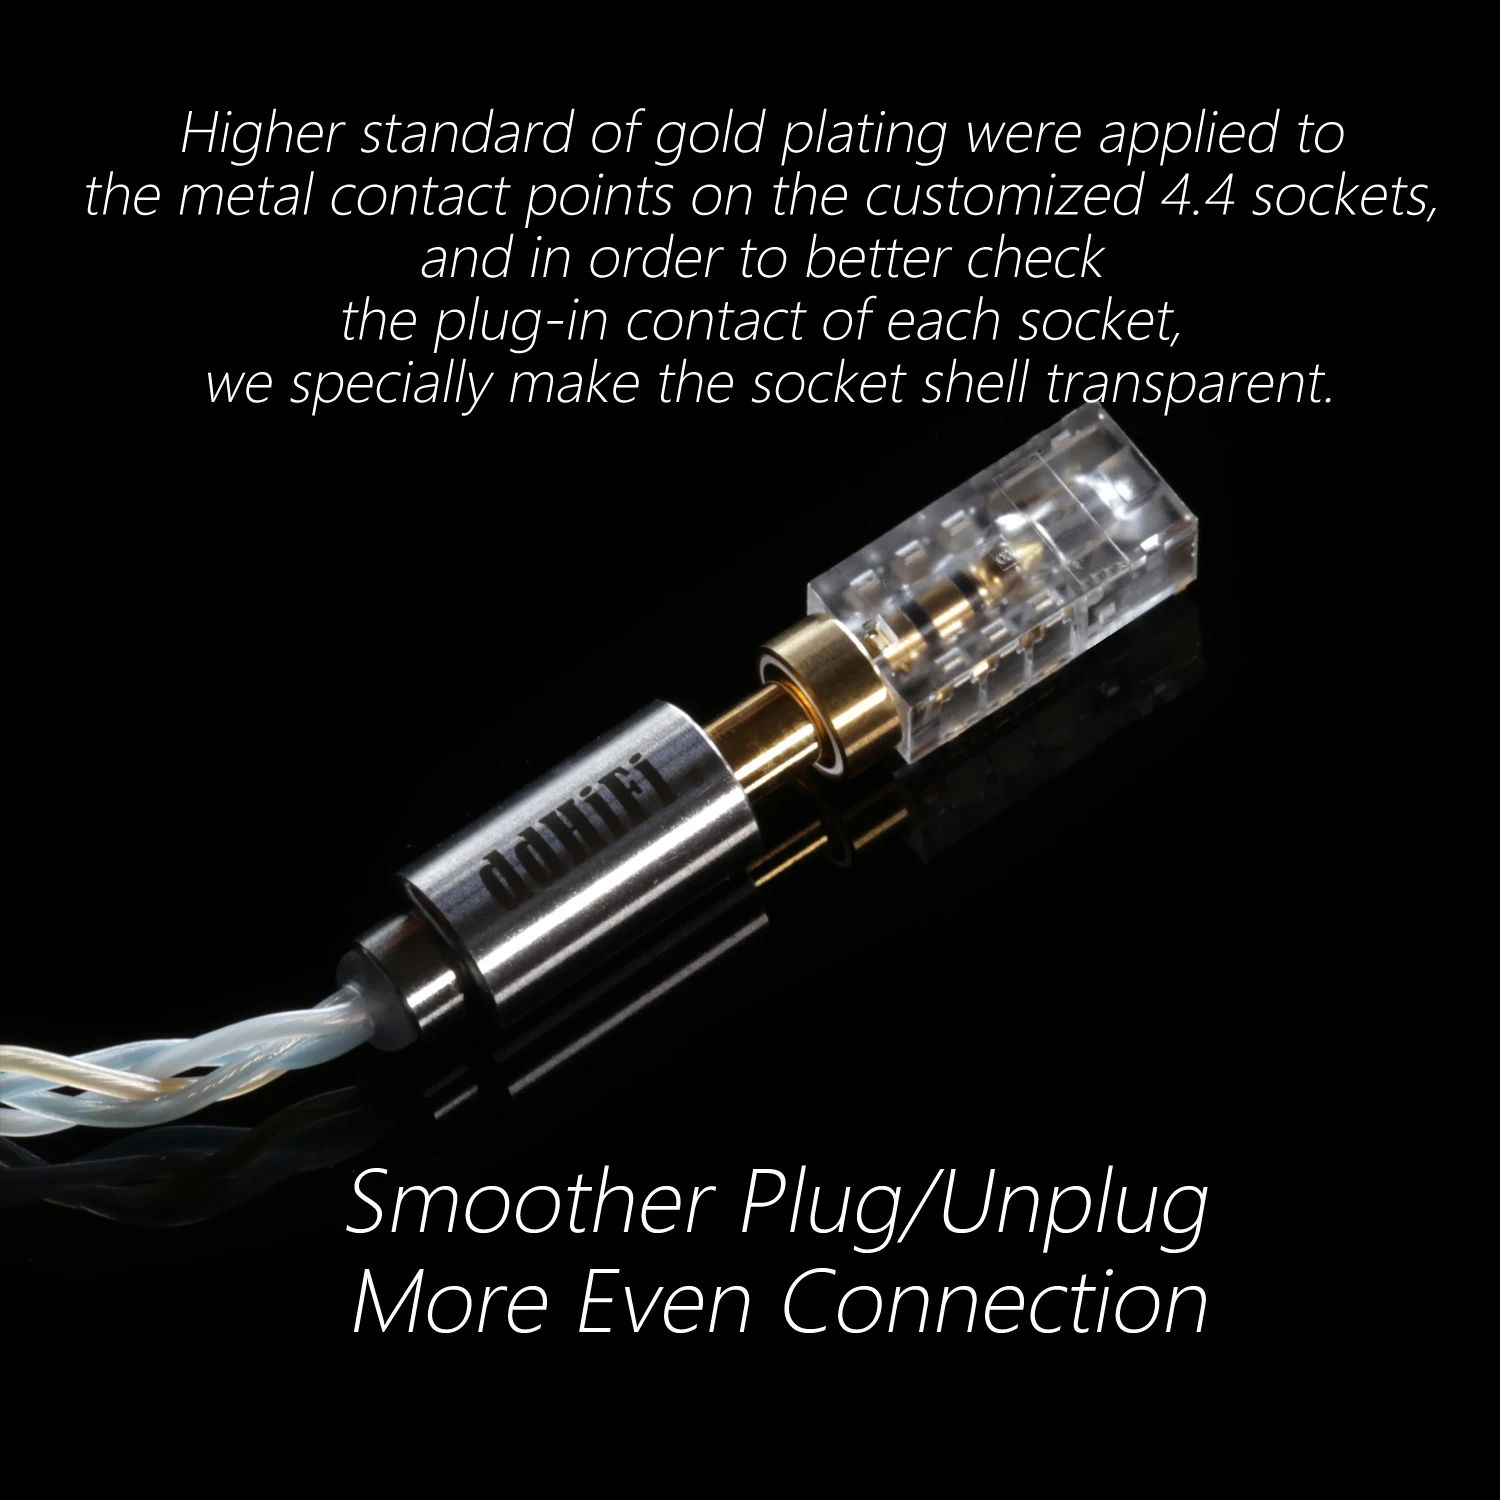 Higher standard of gold plating were applied to
the metal contact points on the customized 4.4 sockets,
and in order to better check
the plug-in contact of each socket,
we specially make the socket shell transparent.
ddHiFi
Smoother Plug/Unplug
More Even Connection